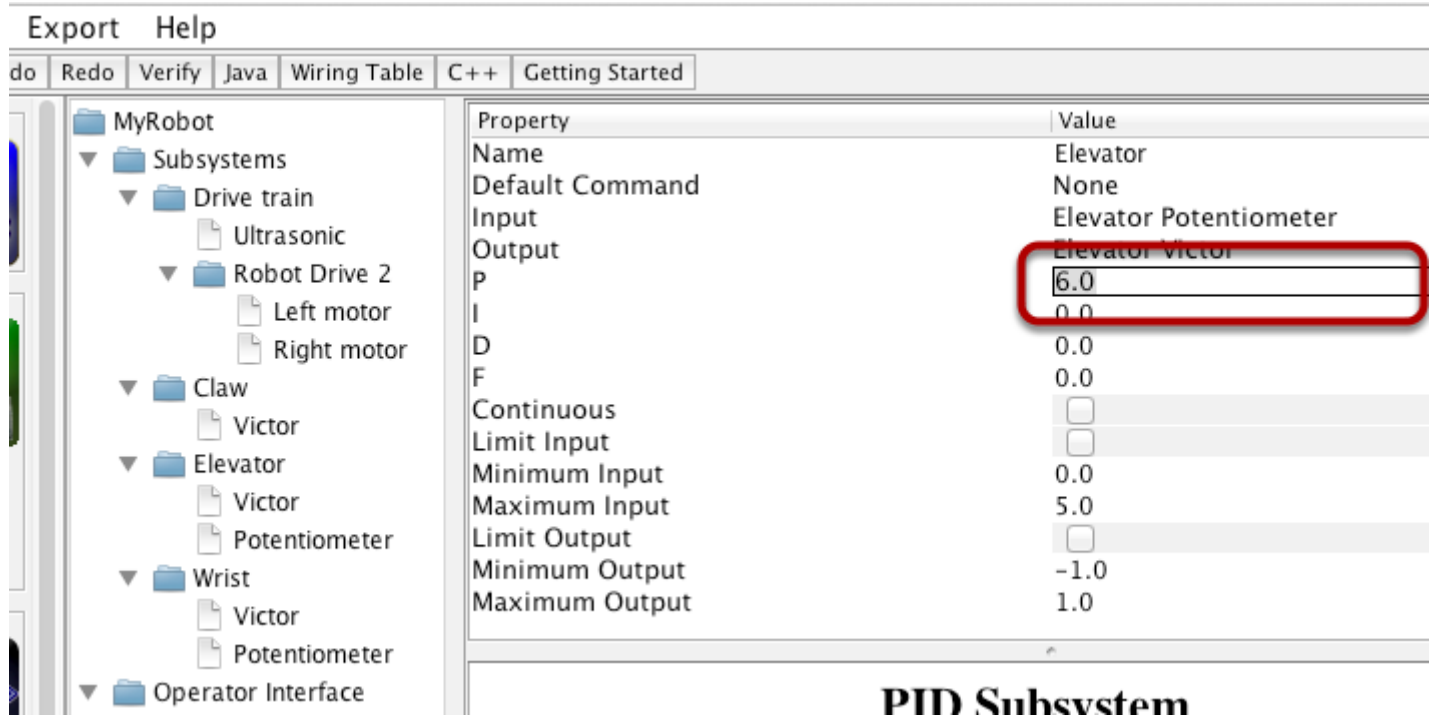 Export Help
do Redo Verify Java Wiring Table C++ Getting Started
MyRobot
Subsystems
Drive train
Ultrasonic
Robot Drive 2
Left motor
Right motor
Claw
Victor
Elevator
Victor
Potentiometer
Wrist
Victor
Potentiometer
Operator Interface
Property Value
Name Elevator
Default Command None
Input Elevator Potentiometer
Output Elevator Victor
P 6.0
I 0.0
D 0.0
F 0.0
Continuous
Limit Input
Minimum Input 0.0
Maximum Input 5.0
Limit Output
Minimum Output -1.0
Maximum Output 1.0
PID Subsystem